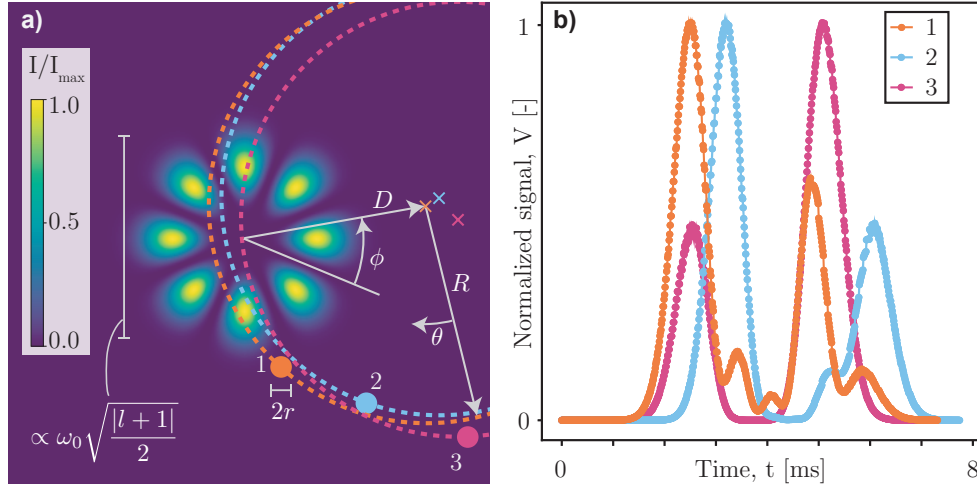 a)
I/I_max
1.0
0.5
0.0
D
ϕ
R
θ
1
2
3
2r
∝ ω₀√(|l + 1|/2)
b)
Normalized signal, V [-]
1
0
1
2
3
0
Time, t [ms]
8